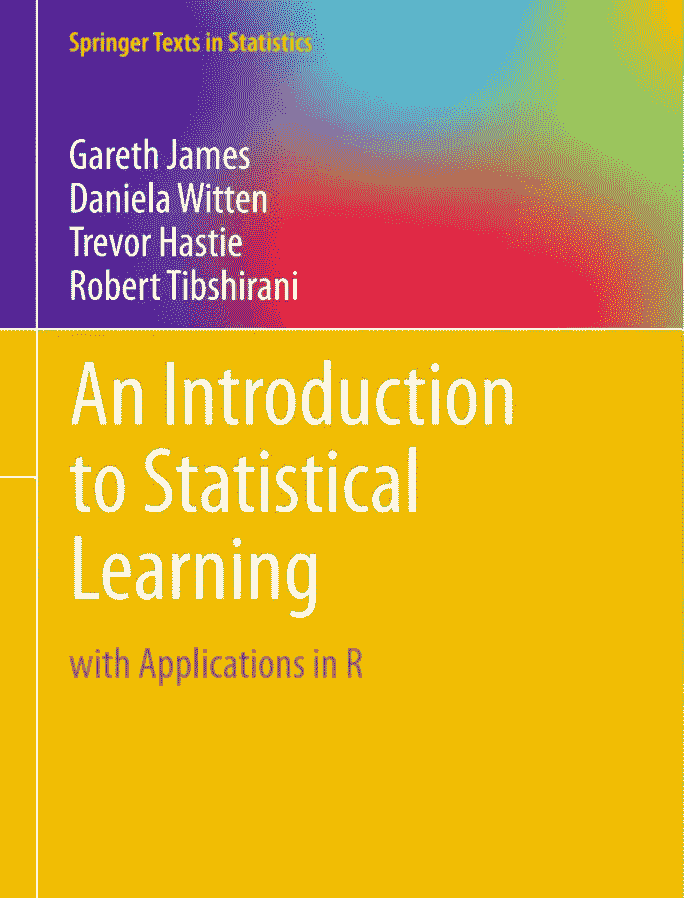 Springer Texts in Statistics
Gareth James
Daniela Witten
Trevor Hastie
Robert Tibshirani
An Introduction
to Statistical
Learning
with Applications in R